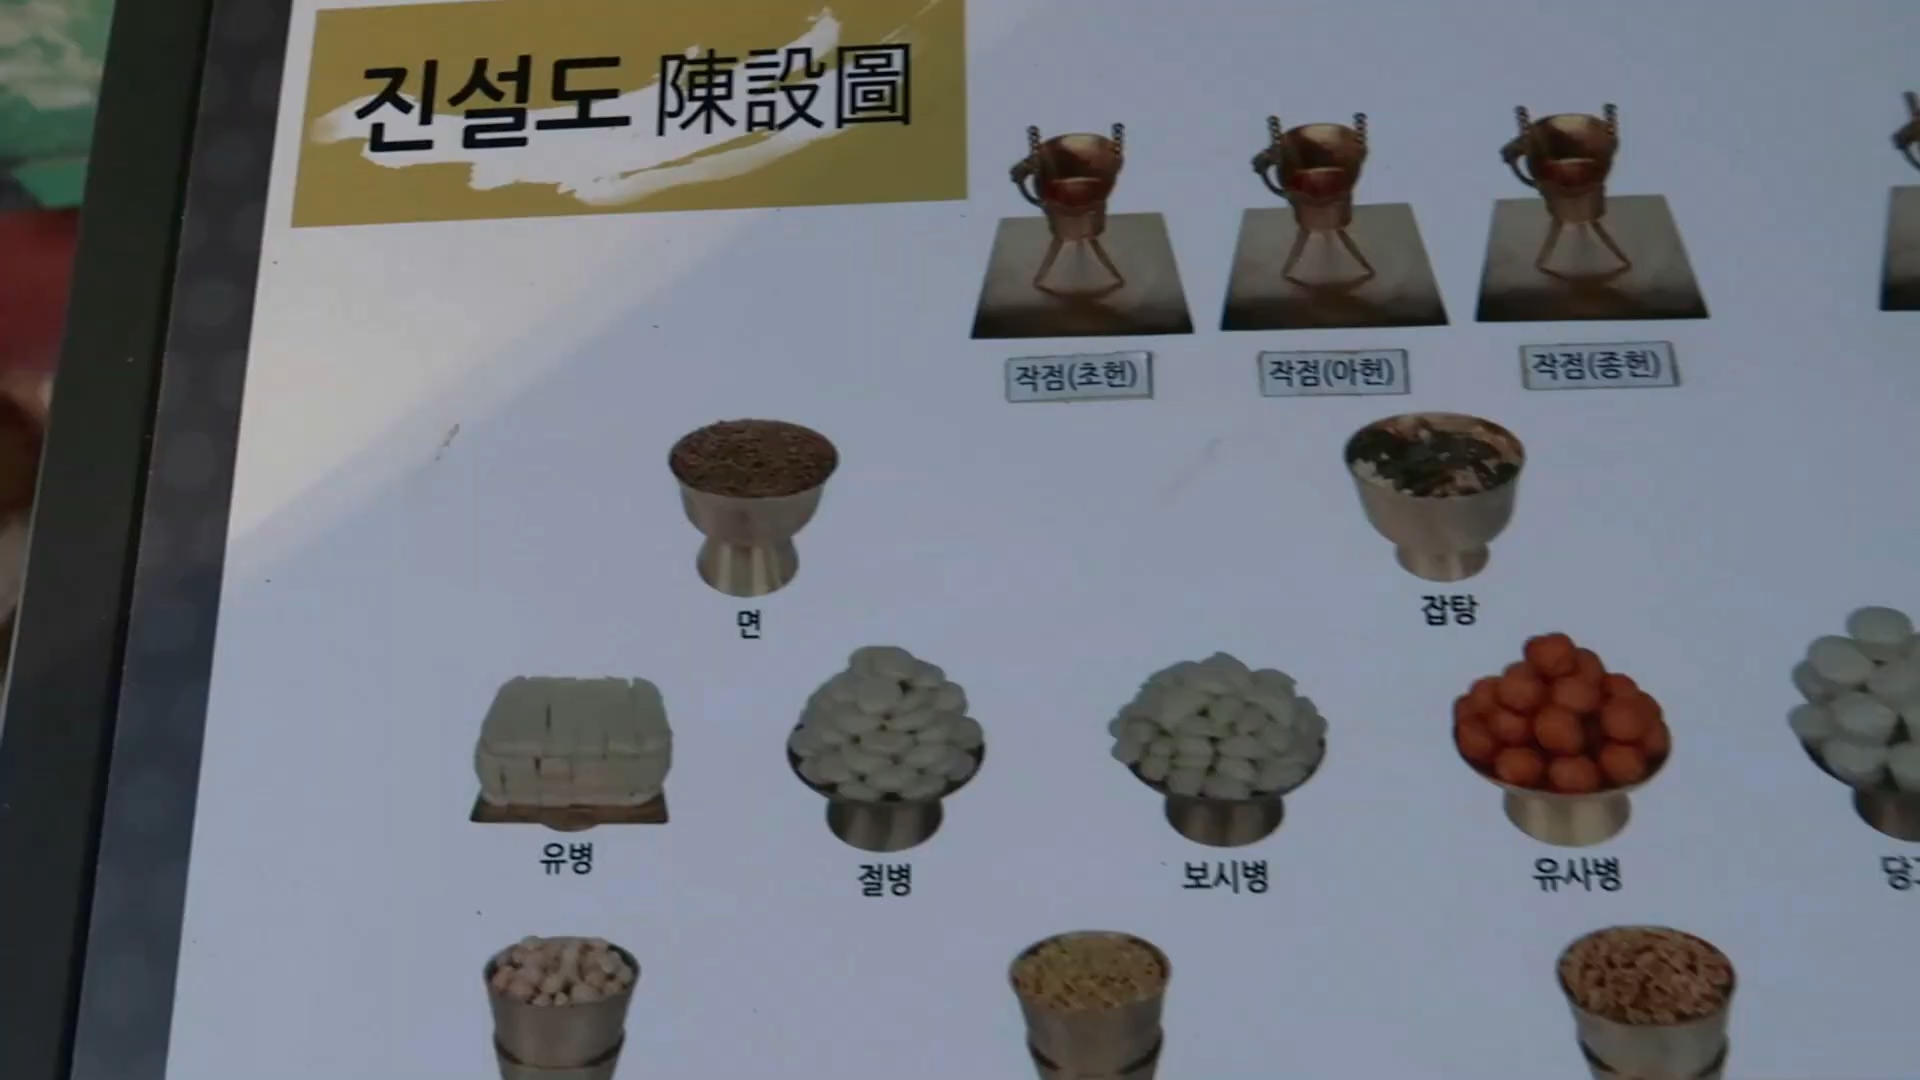 진설도 陳設圖
작점(초헌) 작점(아헌) 작점(종헌)
면 잡탕
유병 절병 보시병 유사병 당